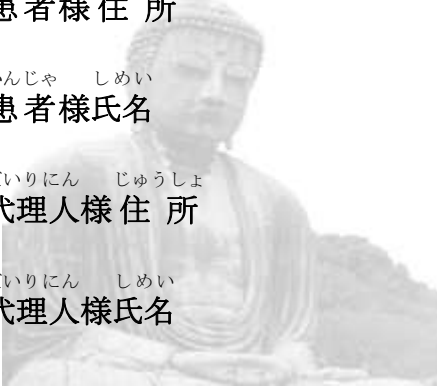 患者様住所
んじゃ しめい
患者様氏名
いりにん じゅうしょ
代理人様住所
いりにん しめい
代理人様氏名